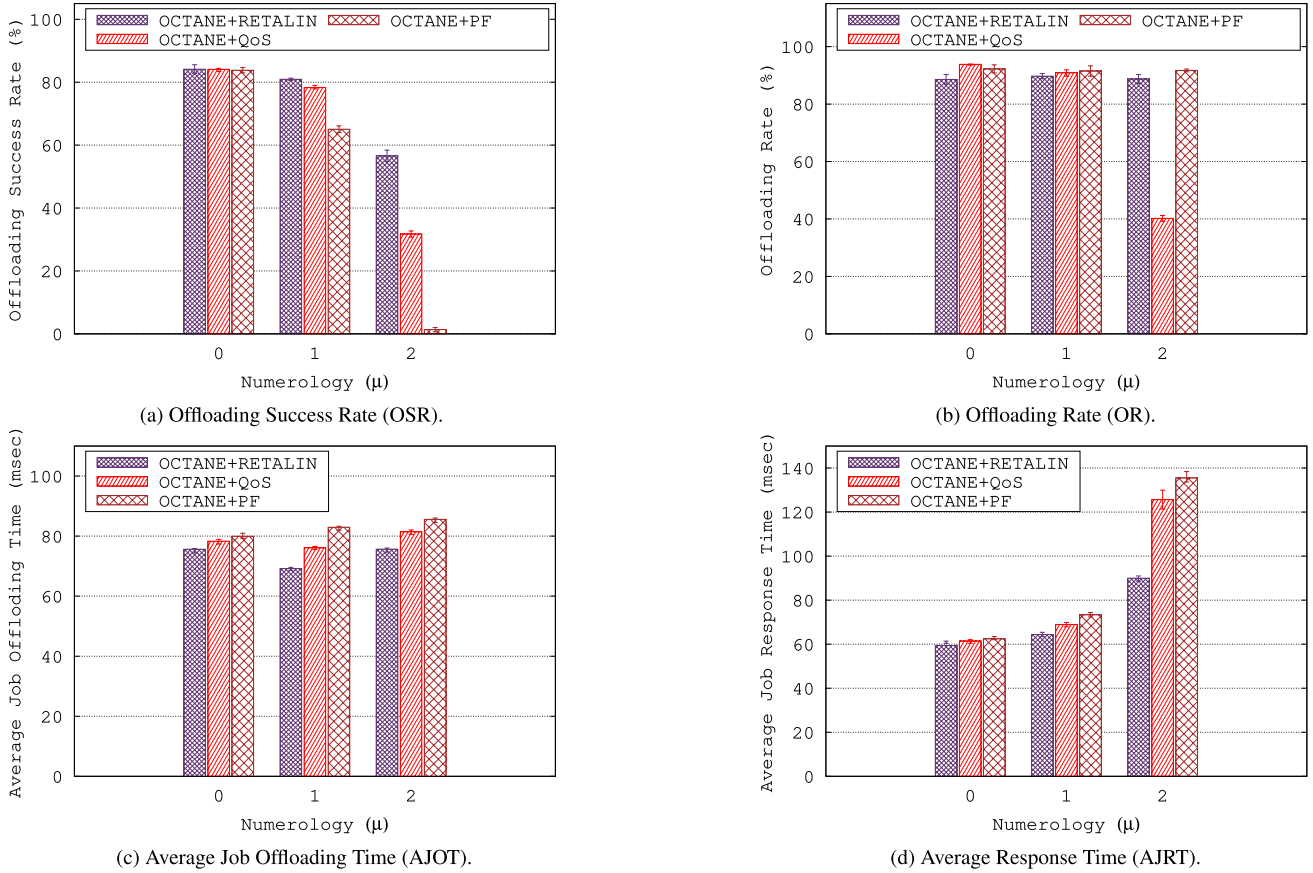 Offloading Success Rate (%)
100
80
60
40
20
0
OCTANE+RETALIN
OCTANE+PF
OCTANE+QoS
0 1 2
Numerology (μ)
(a) Offloading Success Rate (OSR).
Offloading Rate (%)
100
80
60
40
20
0
OCTANE+RETALIN
OCTANE+PF
OCTANE+QoS
0 1 2
Numerology (μ)
(b) Offloading Rate (OR).
Average Job Offloding Time (msec)
100
80
60
40
20
0
OCTANE+RETALIN
OCTANE+QoS
OCTANE+PF
0 1 2
Numerology (μ)
(c) Average Job Offloading Time (AJOT).
Average Job Response Time (msec)
140
120
100
80
60
40
20
0
OCTANE+RETALIN
OCTANE+QoS
OCTANE+PF
0 1 2
Numerology (μ)
(d) Average Response Time (AJRT).